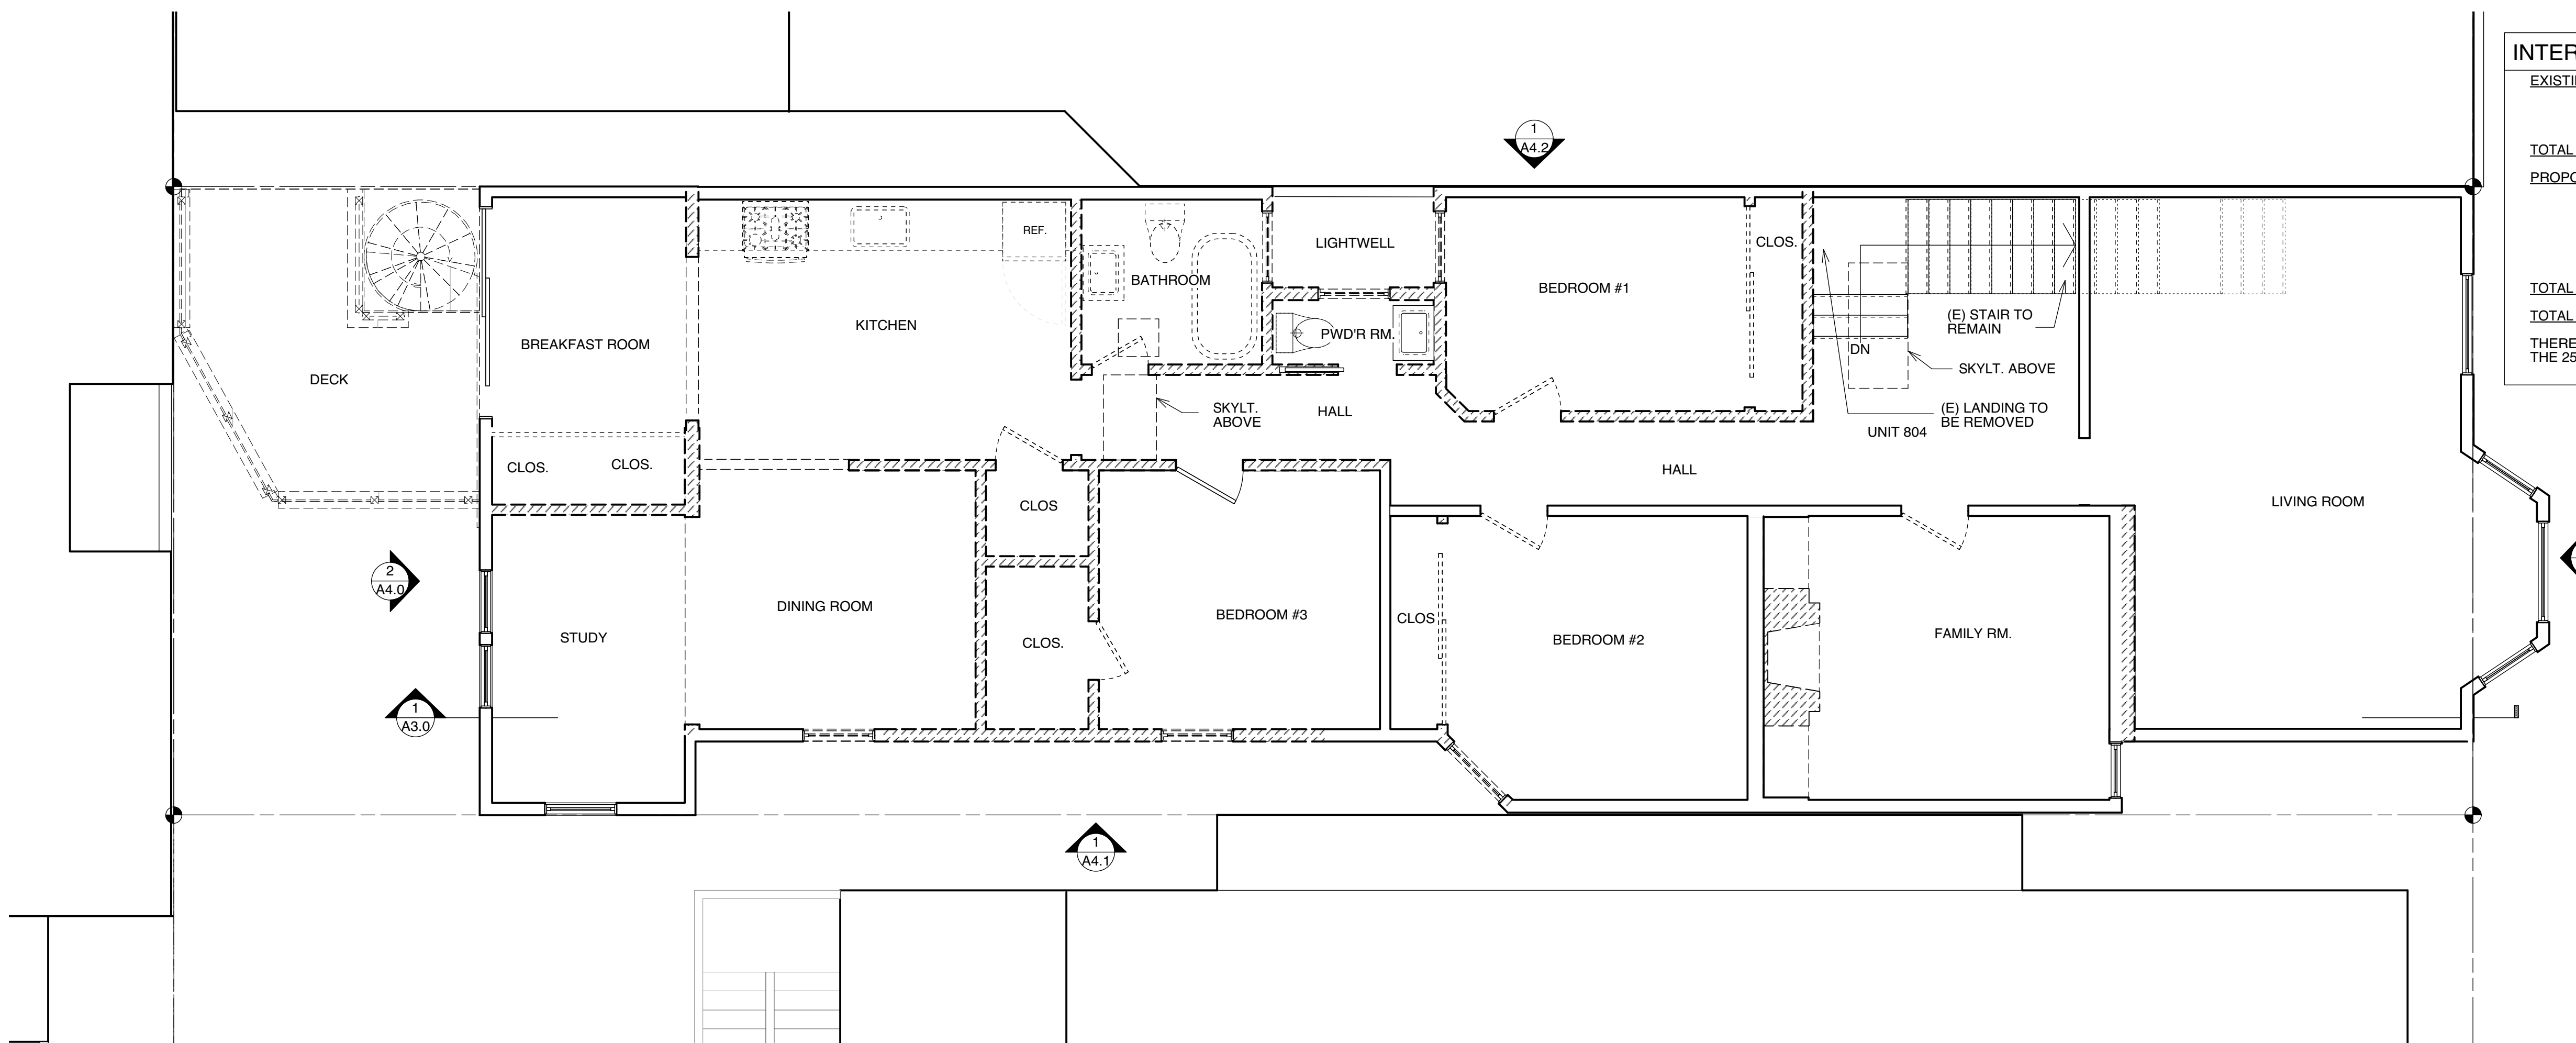 INTER
EXISTI
TOTAL
PROPO
TOTAL
TOTAL
THERE
THE 25
1
A4.2
LIGHTWELL
REF.
CLOS.
BATHROOM
BEDROOM #1
KITCHEN
(E) STAIR TO
REMAIN
PWD'R RM.
BREAKFAST ROOM
DN
SKYLT. ABOVE
DECK
SKYLT.
ABOVE
HALL
(E) LANDING TO
BE REMOVED
UNIT 804
CLOS.
CLOS.
HALL
LIVING ROOM
CLOS
2
A4.0
DINING ROOM
BEDROOM #3
CLOS
STUDY
CLOS.
BEDROOM #2
FAMILY RM.
1
A3.0
1
A4.1